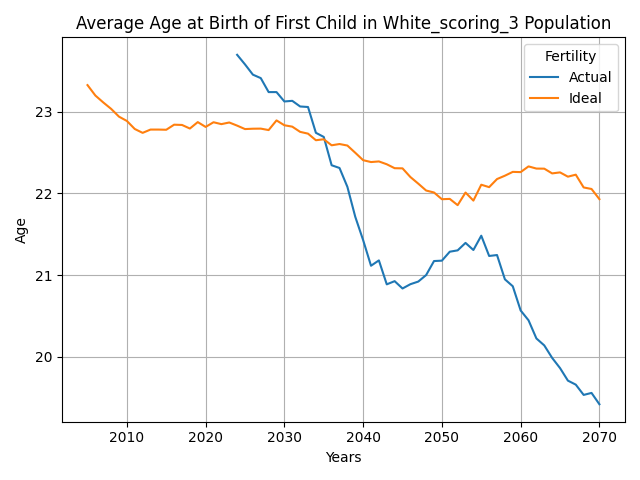 Average Age at Birth of First Child in White_scoring_3 Population
Fertility
Actual
Ideal
23
22
21
20
Age
2010 2020 2030 2040 2050 2060 2070
Years